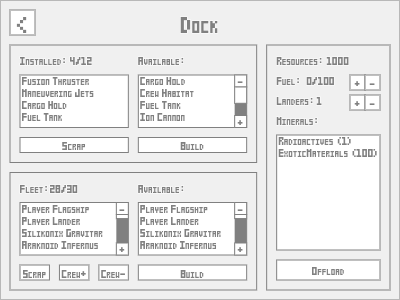 <
Dock
Installed: 4/12
Fusion Thruster
Maneuvering Jets
Cargo Hold
Fuel Tank
Scrap
Available:
Cargo Hold
Crew Habitat
Fuel Tank
Ion Cannon
-
+
Build
Fleet: 28/30
Player Flagship
Player Lander
Silikonix Gravitar
Araknoid Infernus
-
+
Scrap
Crew+
Crew-
Available:
Player Flagship
Player Lander
Silikonix Gravitar
Araknoid Infernus
-
+
Build
Resources: 1000
Fuel: 0/100
+ -
Landers: 1
+ -
Minerals:
Radioactives (1)
ExoticMaterials (100)
Offload